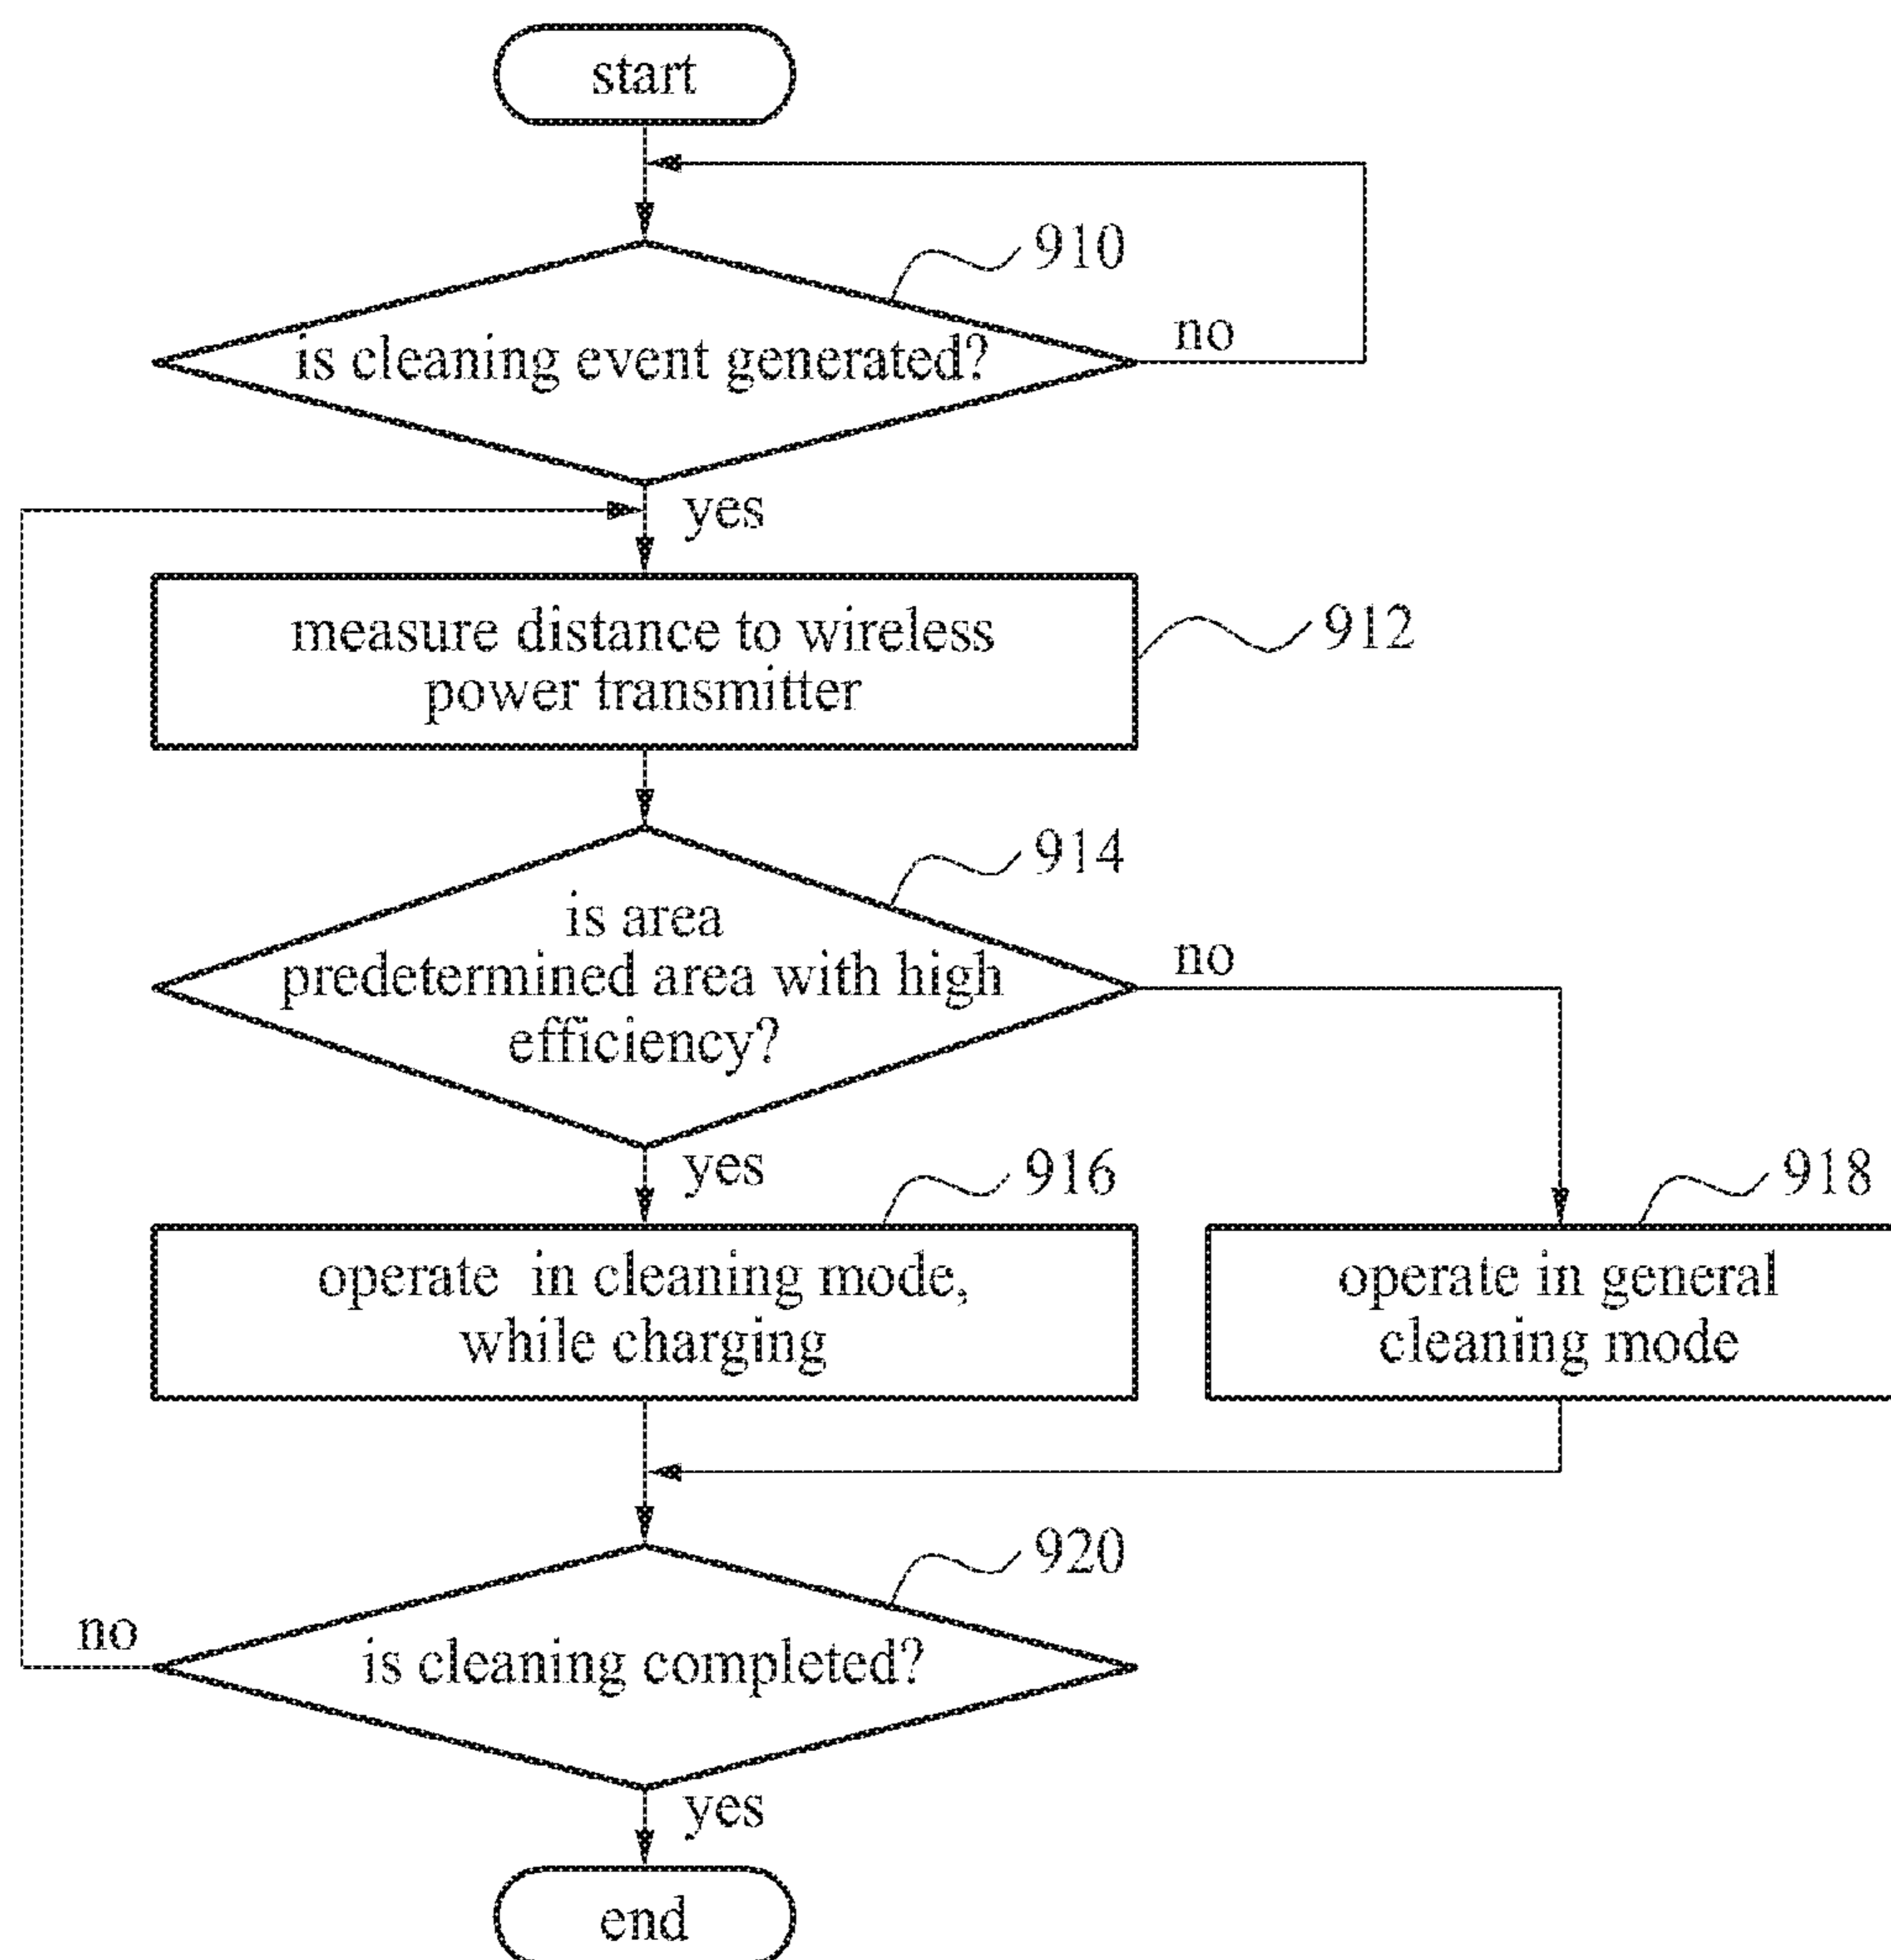 start
910
is cleaning event generated?
no
yes
measure distance to wireless
power transmitter
912
914
is area
predetermined area with high
efficiency?
no
yes
916
918
operate in cleaning mode,
while charging
operate in general
cleaning mode
920
no
is cleaning completed?
yes
end